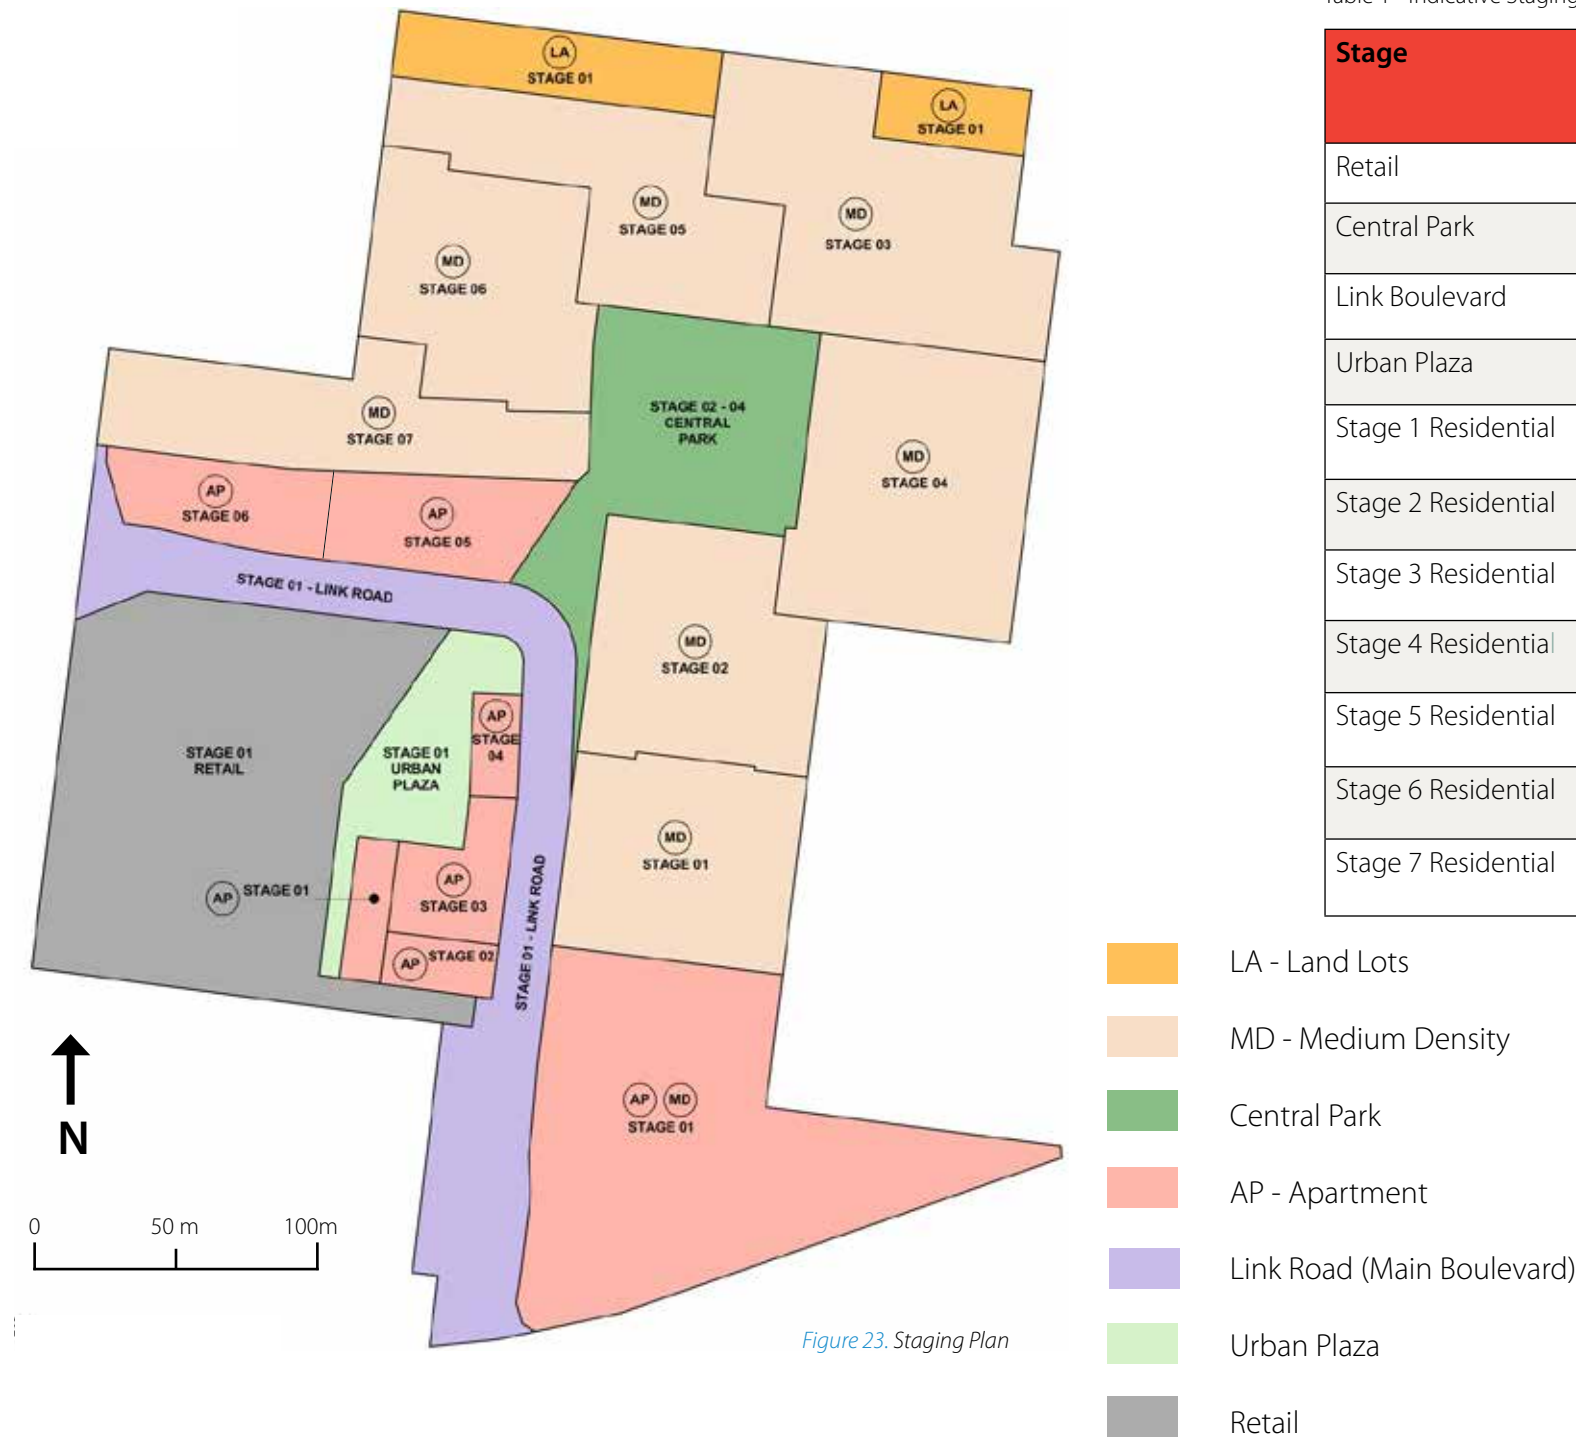 Stage
Retail
Central Park
Link Boulevard
Urban Plaza
Stage 1 Residential
Stage 2 Residential
Stage 3 Residential
Stage 4 Residential
Stage 5 Residential
Stage 6 Residential
Stage 7 Residential
LA
STAGE 01
LA
STAGE 01
MD
STAGE 05
MD
STAGE 03
MD
STAGE 06
STAGE 02 - 04
CENTRAL
PARK
MD
STAGE 07
MD
STAGE 04
AP
STAGE 06
AP
STAGE 05
STAGE 01 - LINK ROAD
MD
STAGE 02
STAGE 01
RETAIL
STAGE 01
URBAN
PLAZA
AP
STAGE
04
MD
STAGE 01
AP STAGE 01
AP
STAGE 03
AP STAGE 02
STAGE 01 - LINK ROAD
AP MD
STAGE 01
N
0 50 m 100m
Figure 23. Staging Plan
LA - Land Lots
MD - Medium Density
Central Park
AP - Apartment
Link Road (Main Boulevard)
Urban Plaza
Retail